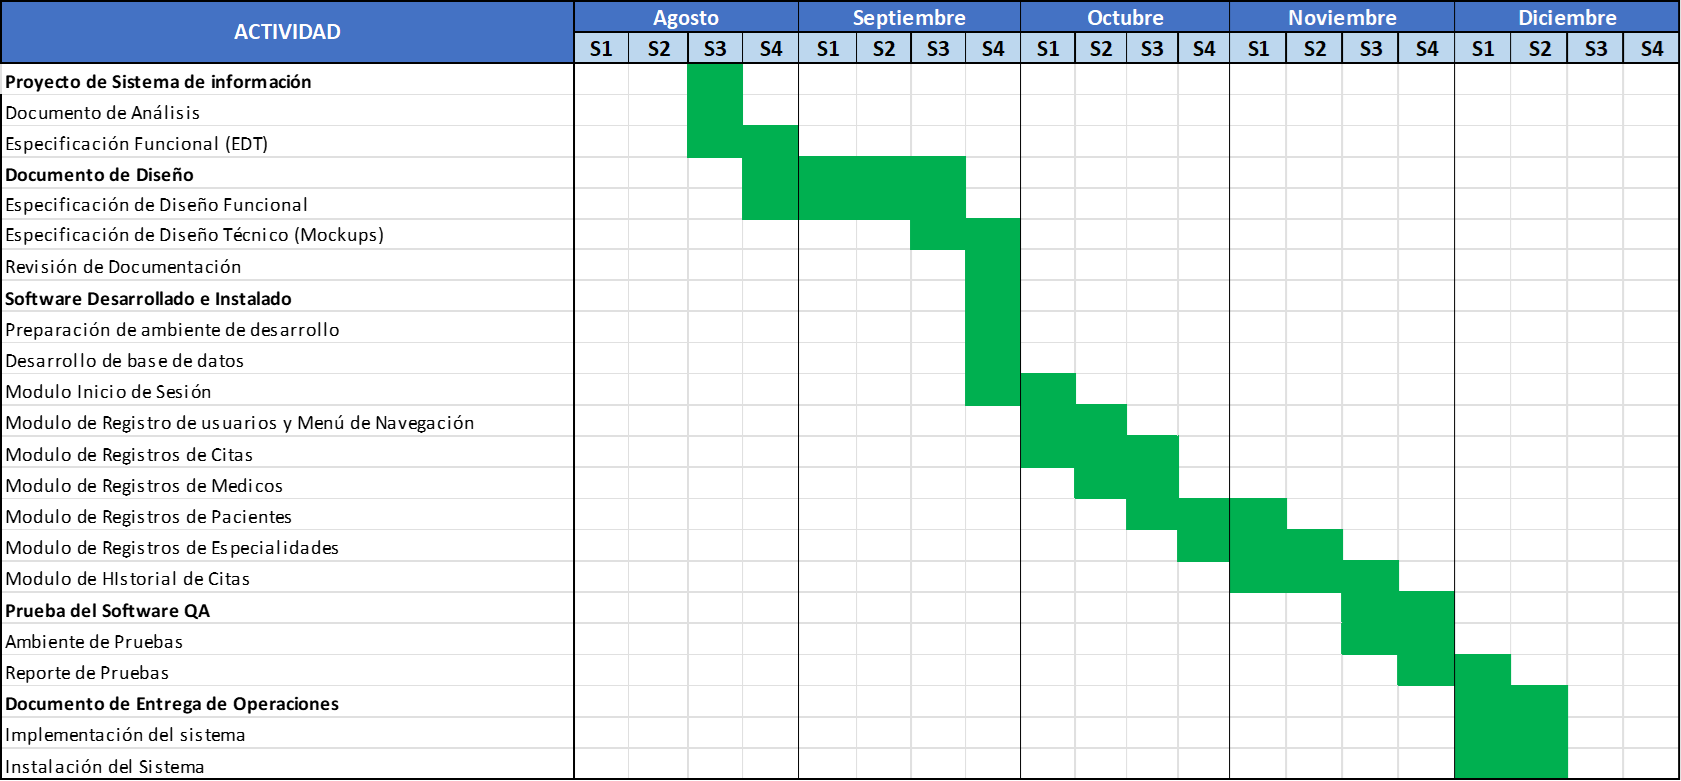 ACTIVIDAD Agosto Septiembre Octubre Noviembre Diciembre
S1 S2 S3 S4 S1 S2 S3 S4 S1 S2 S3 S4 S1 S2 S3 S4 S1 S2 S3 S4
Proyecto de Sistema de información
Documento de Análisis
Especificación Funcional (EDT)
Documento de Diseño
Especificación de Diseño Funcional
Especificación de Diseño Técnico (Mockups)
Revisión de Documentación
Software Desarrollado e Instalado
Preparación de ambiente de desarrollo
Desarrollo de base de datos
Modulo Inicio de Sesión
Modulo de Registro de usuarios y Menú de Navegación
Modulo de Registros de Citas
Modulo de Registros de Medicos
Modulo de Registros de Pacientes
Modulo de Registros de Especialidades
Modulo de HIstorial de Citas
Prueba del Software QA
Ambiente de Pruebas
Reporte de Pruebas
Documento de Entrega de Operaciones
Implementación del sistema
Instalación del Sistema